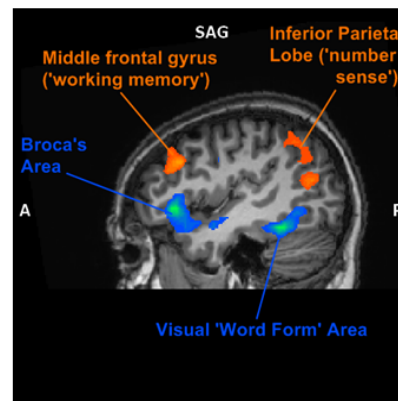 SAG
Middle frontal gyrus
('working memory')
Inferior Parieta
Lobe ('number
sense')
Broca's
Area
A
Visual 'Word Form' Area